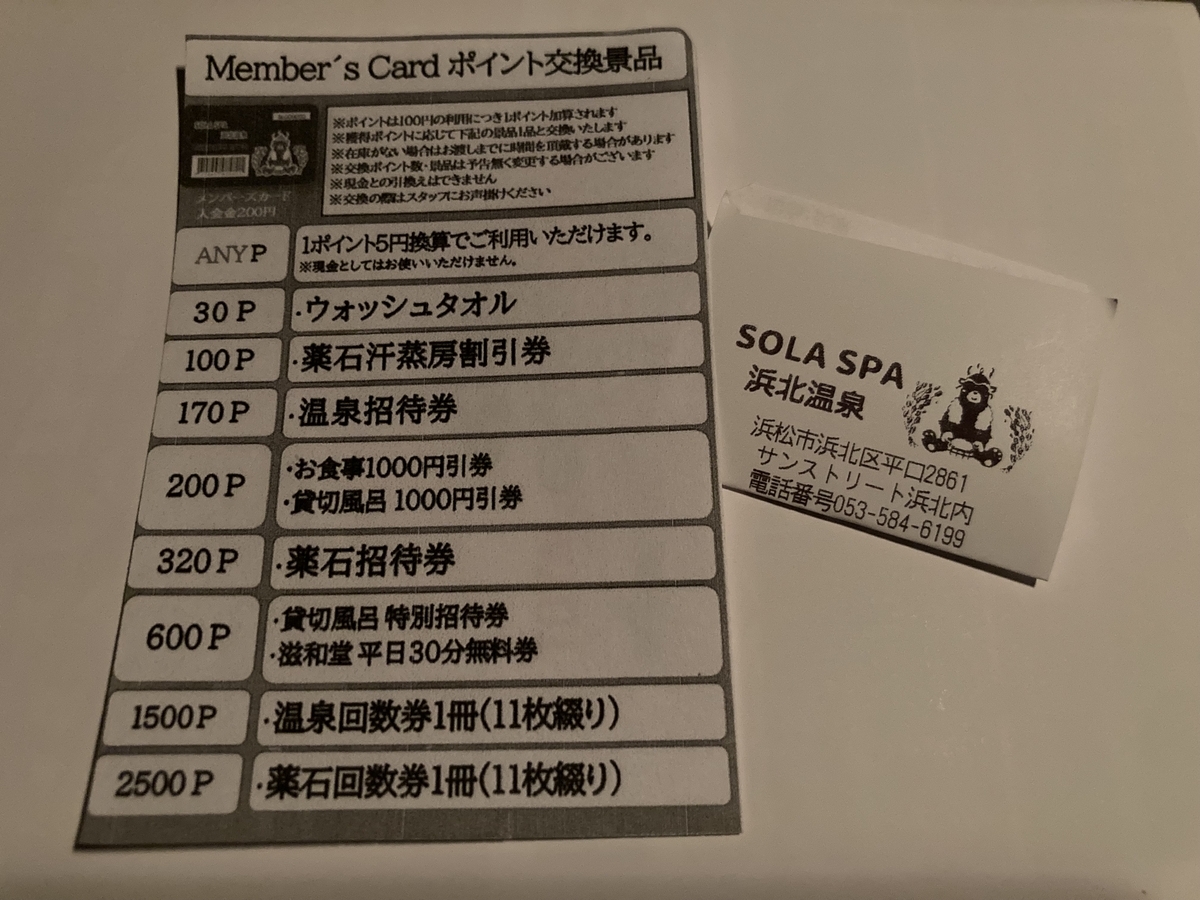 Member´s Card ポイント交換景品
※ポイントは100円の利用につき1ポイント加算されます
※獲得ポイントに応じて下記の景品1品と交換いたします
※在庫がない場合はお渡しまでに時間を頂戴する場合があります
※交換ポイント数・景品は予告無く変更する場合がございます
※現金との引換えはできません
※交換の際はスタッフにお声掛けください
メンバーズカード
入会金200円
ANY P
1ポイント5円換算でご利用いただけます。
※現金としてはお使いいただけません。
30 P
・ウォッシュタオル
100 P
・薬石汗蒸房割引券
170 P
・温泉招待券
200 P
・お食事1000円引券
・貸切風呂 1000円引券
320 P
・薬石招待券
600 P
・貸切風呂 特別招待券
・滋和堂 平日30分無料券
1500 P
・温泉回数券1冊(11枚綴り)
2500 P
・薬石回数券1冊(11枚綴り)
SOLA SPA
浜北温泉
浜松市浜北区平口2861
サンストリート浜北内
電話番号053-584-6199